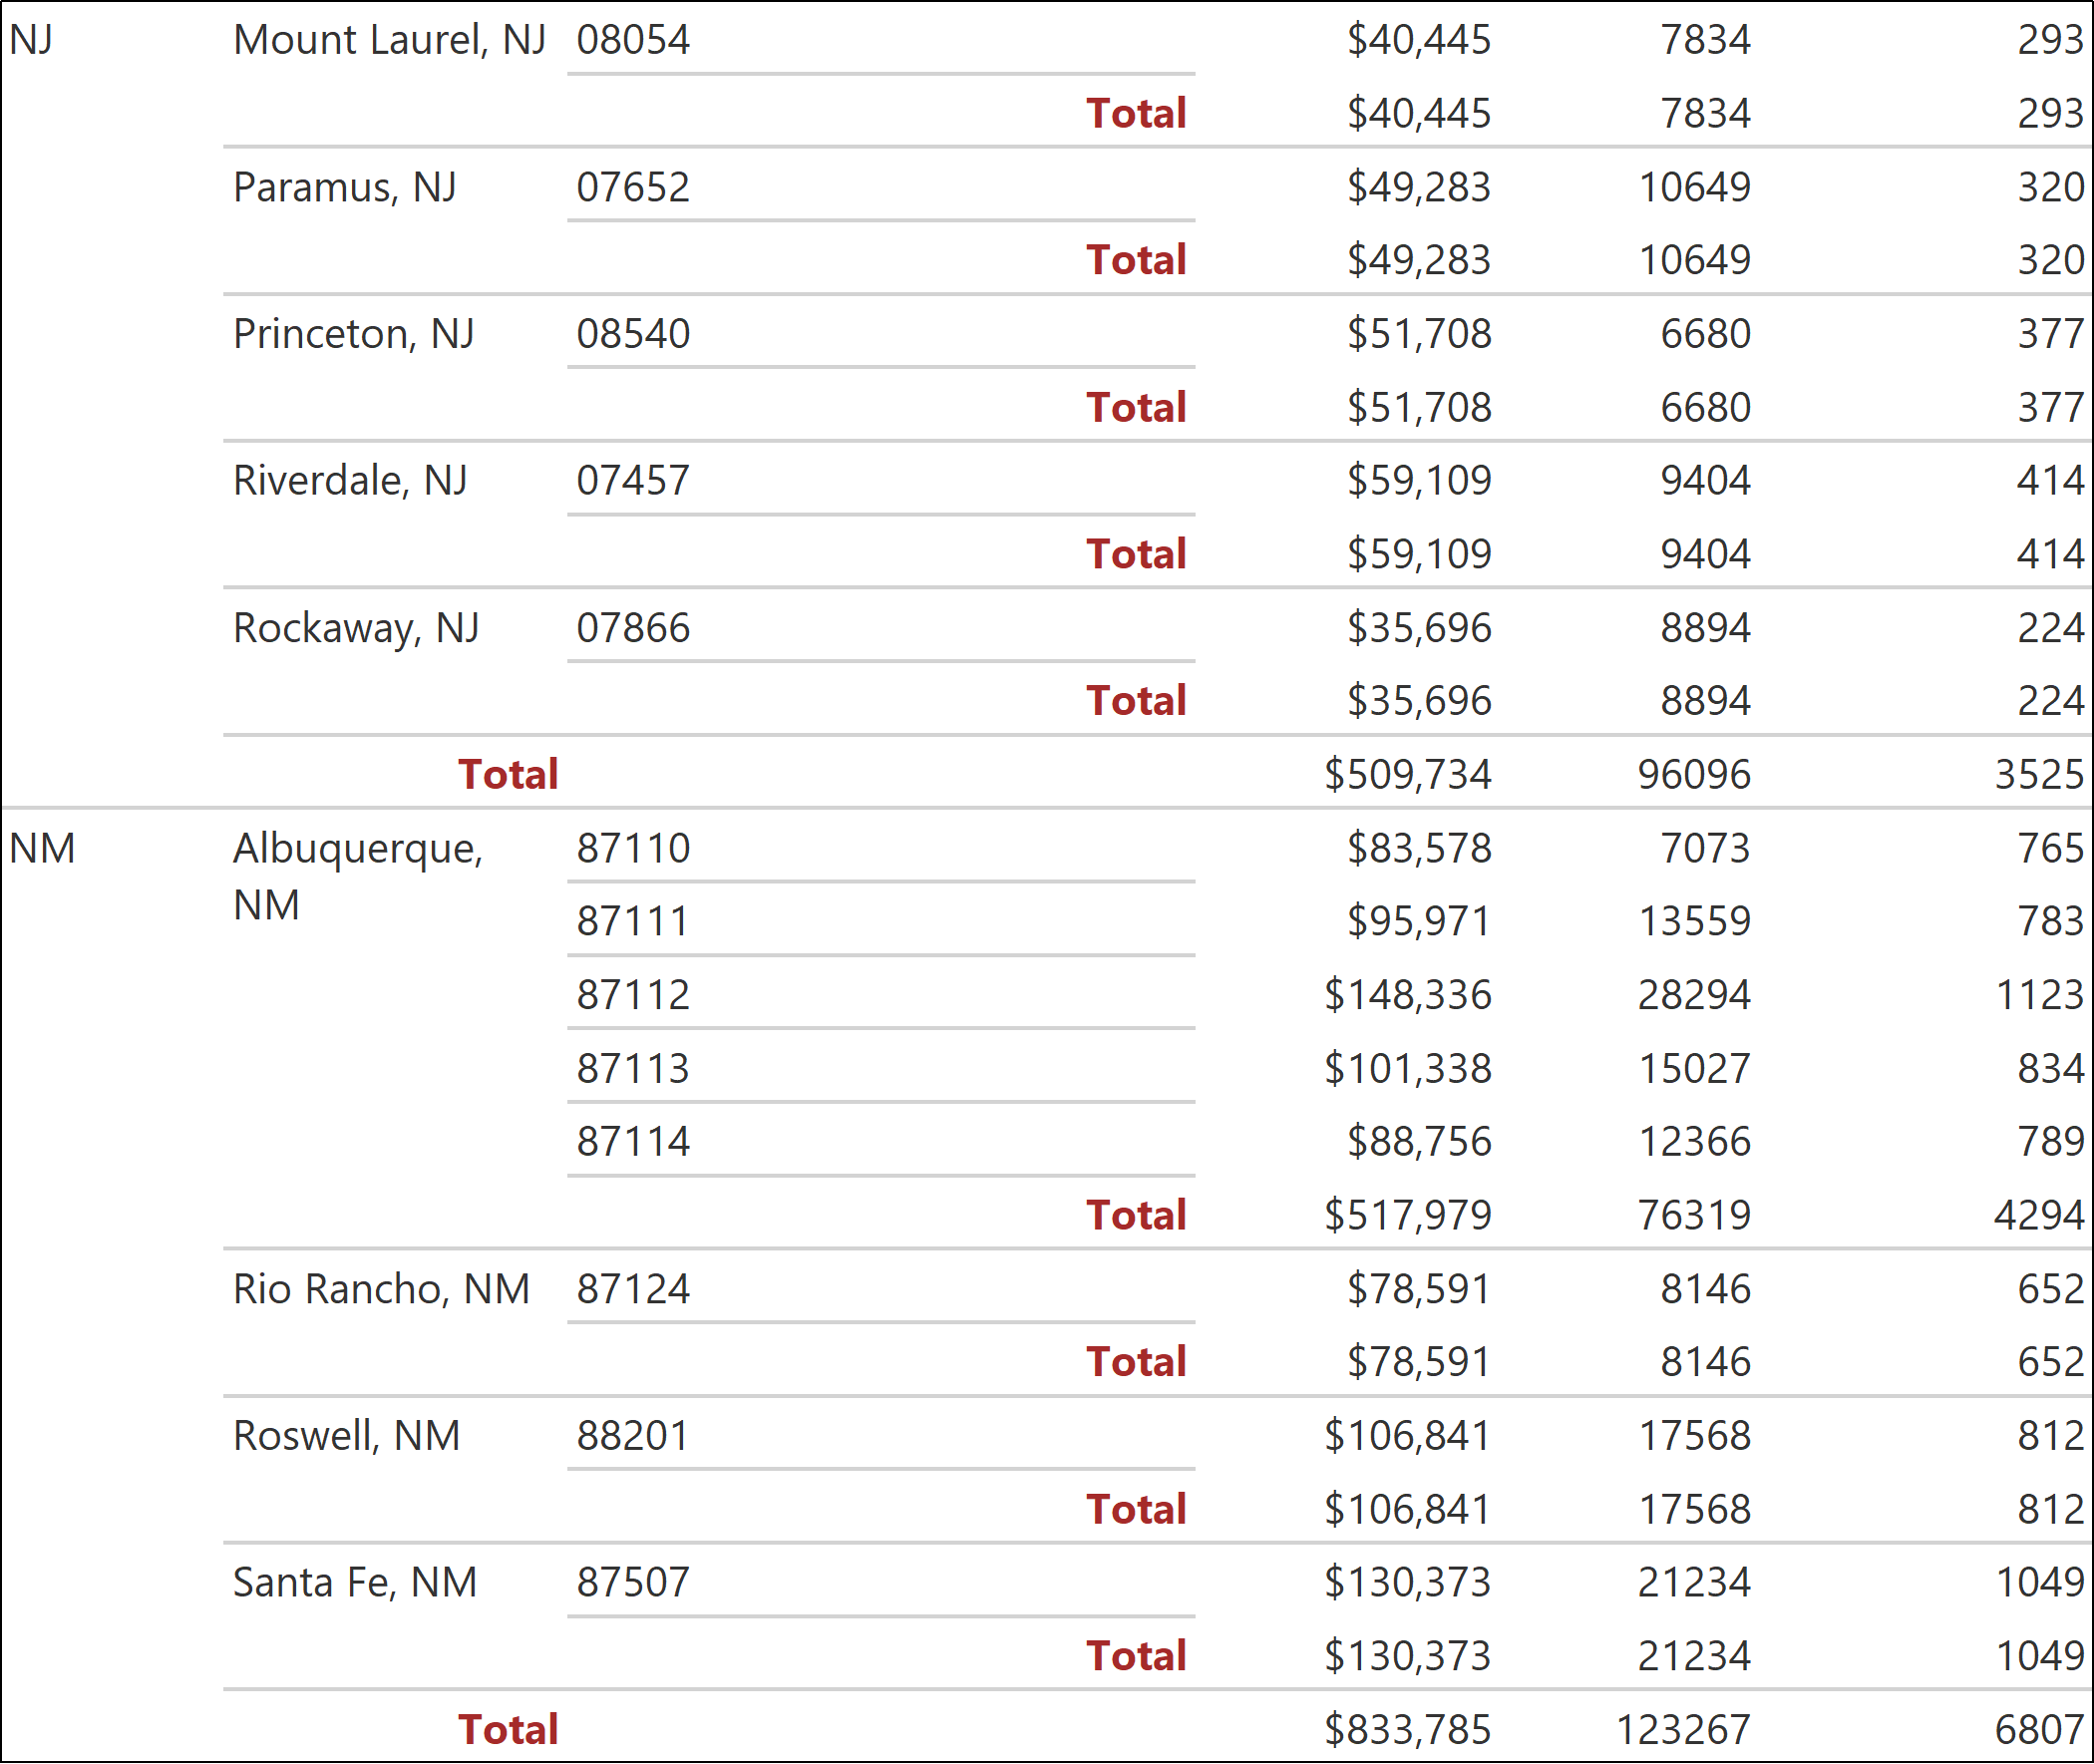 NJ Mount Laurel, NJ 08054 $40,445 7834 293
Total $40,445 7834 293
Paramus, NJ 07652 $49,283 10649 320
Total $49,283 10649 320
Princeton, NJ 08540 $51,708 6680 377
Total $51,708 6680 377
Riverdale, NJ 07457 $59,109 9404 414
Total $59,109 9404 414
Rockaway, NJ 07866 $35,696 8894 224
Total $35,696 8894 224
Total $509,734 96096 3525
NM Albuquerque, 87110 $83,578 7073 765
NM
87111 $95,971 13559 783
87112 $148,336 28294 1123
87113 $101,338 15027 834
87114 $88,756 12366 789
Total $517,979 76319 4294
Rio Rancho, NM 87124 $78,591 8146 652
Total $78,591 8146 652
Roswell, NM 88201 $106,841 17568 812
Total $106,841 17568 812
Santa Fe, NM 87507 $130,373 21234 1049
Total $130,373 21234 1049
Total $833,785 123267 6807